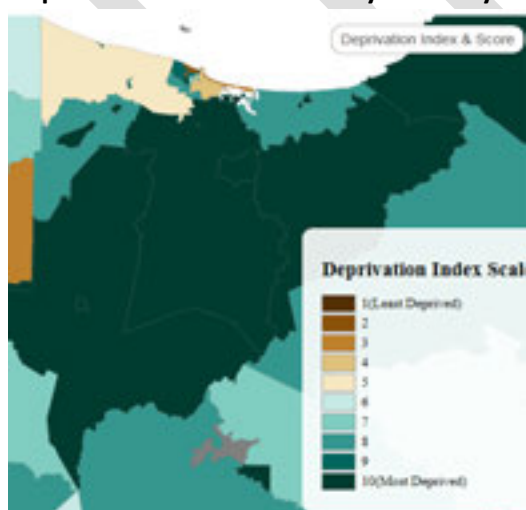 Deprivation Index & Score
Deprivation Index Scale
1(Least Deprived)
2
3
4
5
6
7
8
9
10(Most Deprived)